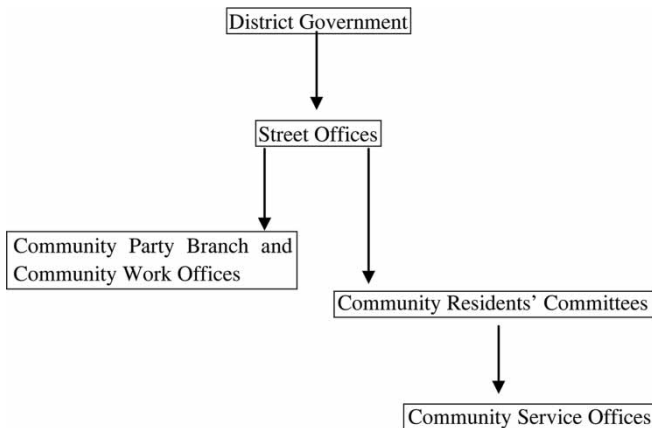 District Government
Street Offices
Community Party Branch and
Community Work Offices
Community Residents’ Committees
Community Service Offices